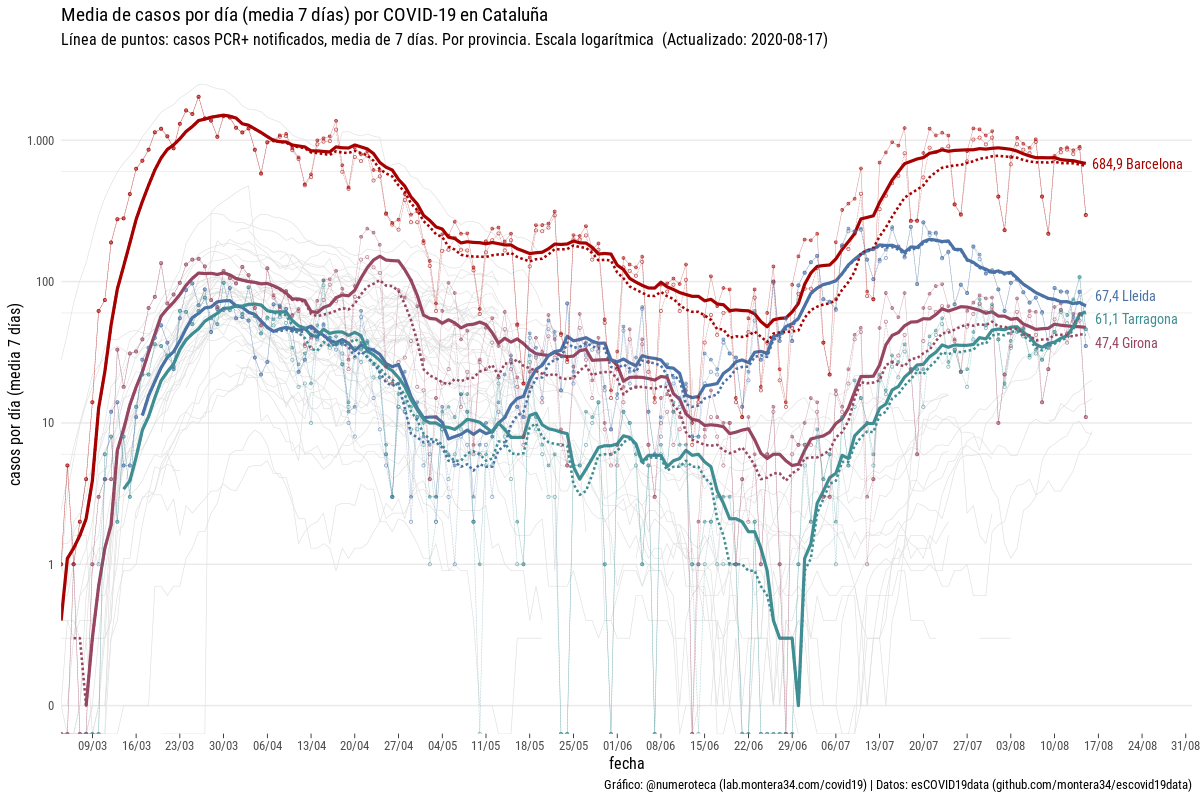 Media de casos por día (media 7 días) por COVID-19 en Cataluña
Línea de puntos: casos PCR+ notificados, media de 7 días. Por provincia. Escala logarítmica  (Actualizado: 2020-08-17)
casos por día (media 7 días)
1.000
100
10
1
0
684,9 Barcelona
67,4 Lleida
61,1 Tarragona
47,4 Girona
09/03 16/03 23/03 30/03 06/04 13/04 20/04 27/04 04/05 11/05 18/05 25/05 01/06 08/06 15/06 22/06 29/06 06/07 13/07 20/07 27/07 03/08 10/08 17/08 24/08 31/08
fecha
Gráfico: @numeroteca (lab.montera34.com/covid19) | Datos: esCOVID19data (github.com/montera34/escovid19data)